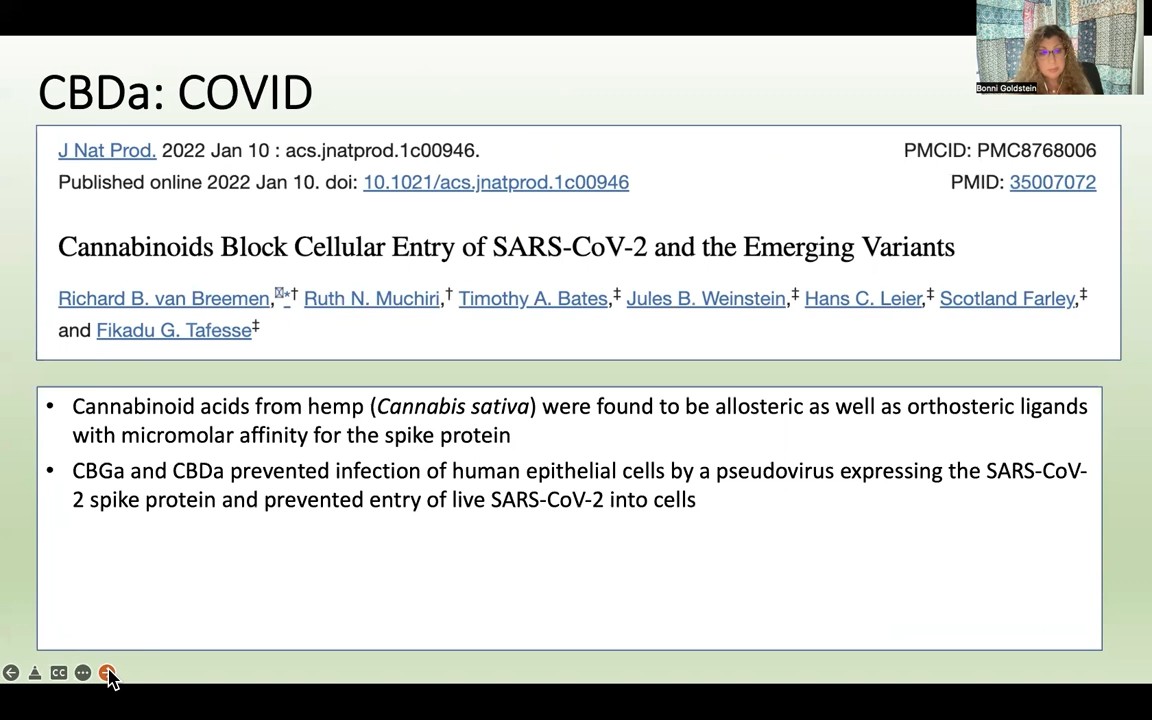 Bonni Goldstein
CBDa: COVID
J Nat Prod. 2022 Jan 10 : acs.jnatprod.1c00946.
PMCID: PMC8768006
Published online 2022 Jan 10. doi: 10.1021/acs.jnatprod.1c00946
PMID: 35007072
Cannabinoids Block Cellular Entry of SARS-CoV-2 and the Emerging Variants
Richard B. van Breemen,*† Ruth N. Muchiri,† Timothy A. Bates,‡ Jules B. Weinstein,‡ Hans C. Leier,‡ Scotland Farley,‡
and Fikadu G. Tafesse‡
• Cannabinoid acids from hemp (Cannabis sativa) were found to be allosteric as well as orthosteric ligands
with micromolar affinity for the spike protein
• CBGa and CBDa prevented infection of human epithelial cells by a pseudovirus expressing the SARS-CoV-
2 spike protein and prevented entry of live SARS-CoV-2 into cells
CC